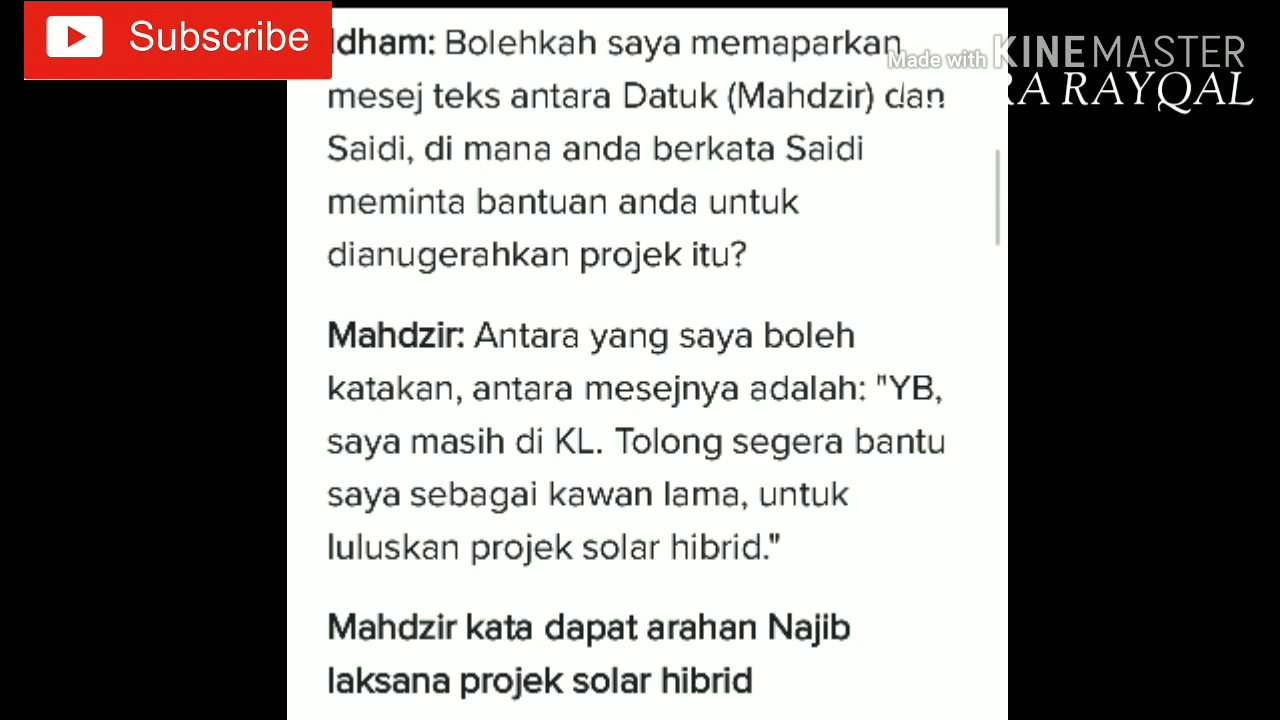 Subscribe
Idham: Bolehkah saya memaparkan
Made with KINEMASTER
mesej teks antara Datuk (Mahdzir) dan
RA RAYQAL
Saidi, di mana anda berkata Saidi
meminta bantuan anda untuk
dianugerahkan projek itu?
Mahdzir: Antara yang saya boleh
katakan, antara mesejnya adalah: "YB,
saya masih di KL. Tolong segera bantu
saya sebagai kawan lama, untuk
luluskan projek solar hibrid."
Mahdzir kata dapat arahan Najib
laksana projek solar hibrid